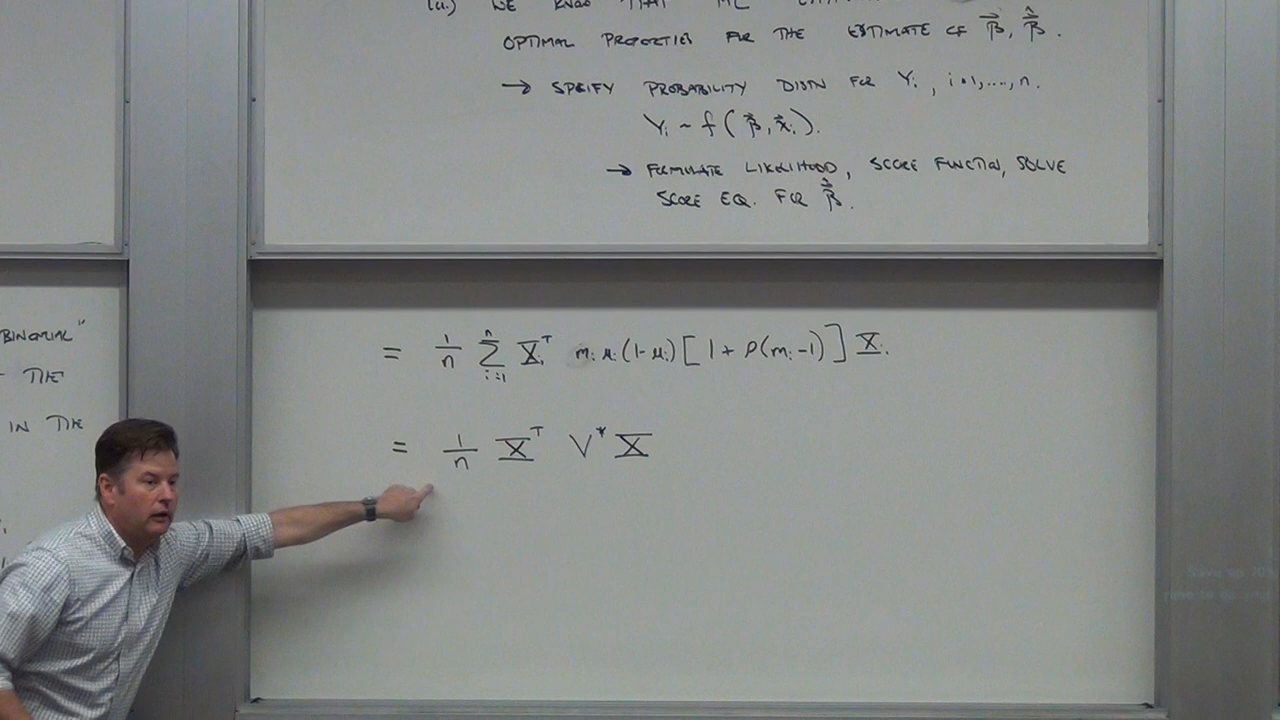 (ii.) WE KNOW THAT ML
OPTIMAL PROPERTIES FOR THE ESTIMATE OF β⃗, β⃗̂.
→ SPECIFY PROBABILITY DISTN FOR Yᵢ, i=1,...,n.
Yᵢ ~ f(β⃗, x⃗ᵢ).
→ FORMULATE LIKELIHOOD, SCORE FUNCTION, SOLVE
SCORE EQ. FOR β⃗̂.
BINOMIAL"
THE
IN THE
= 1/n Σᵢ₌₁ⁿ Xᵢᵀ mᵢ μᵢ(1-μᵢ)[1+ρ(mᵢ-1)] Xᵢ
= 1/n Xᵀ V* X